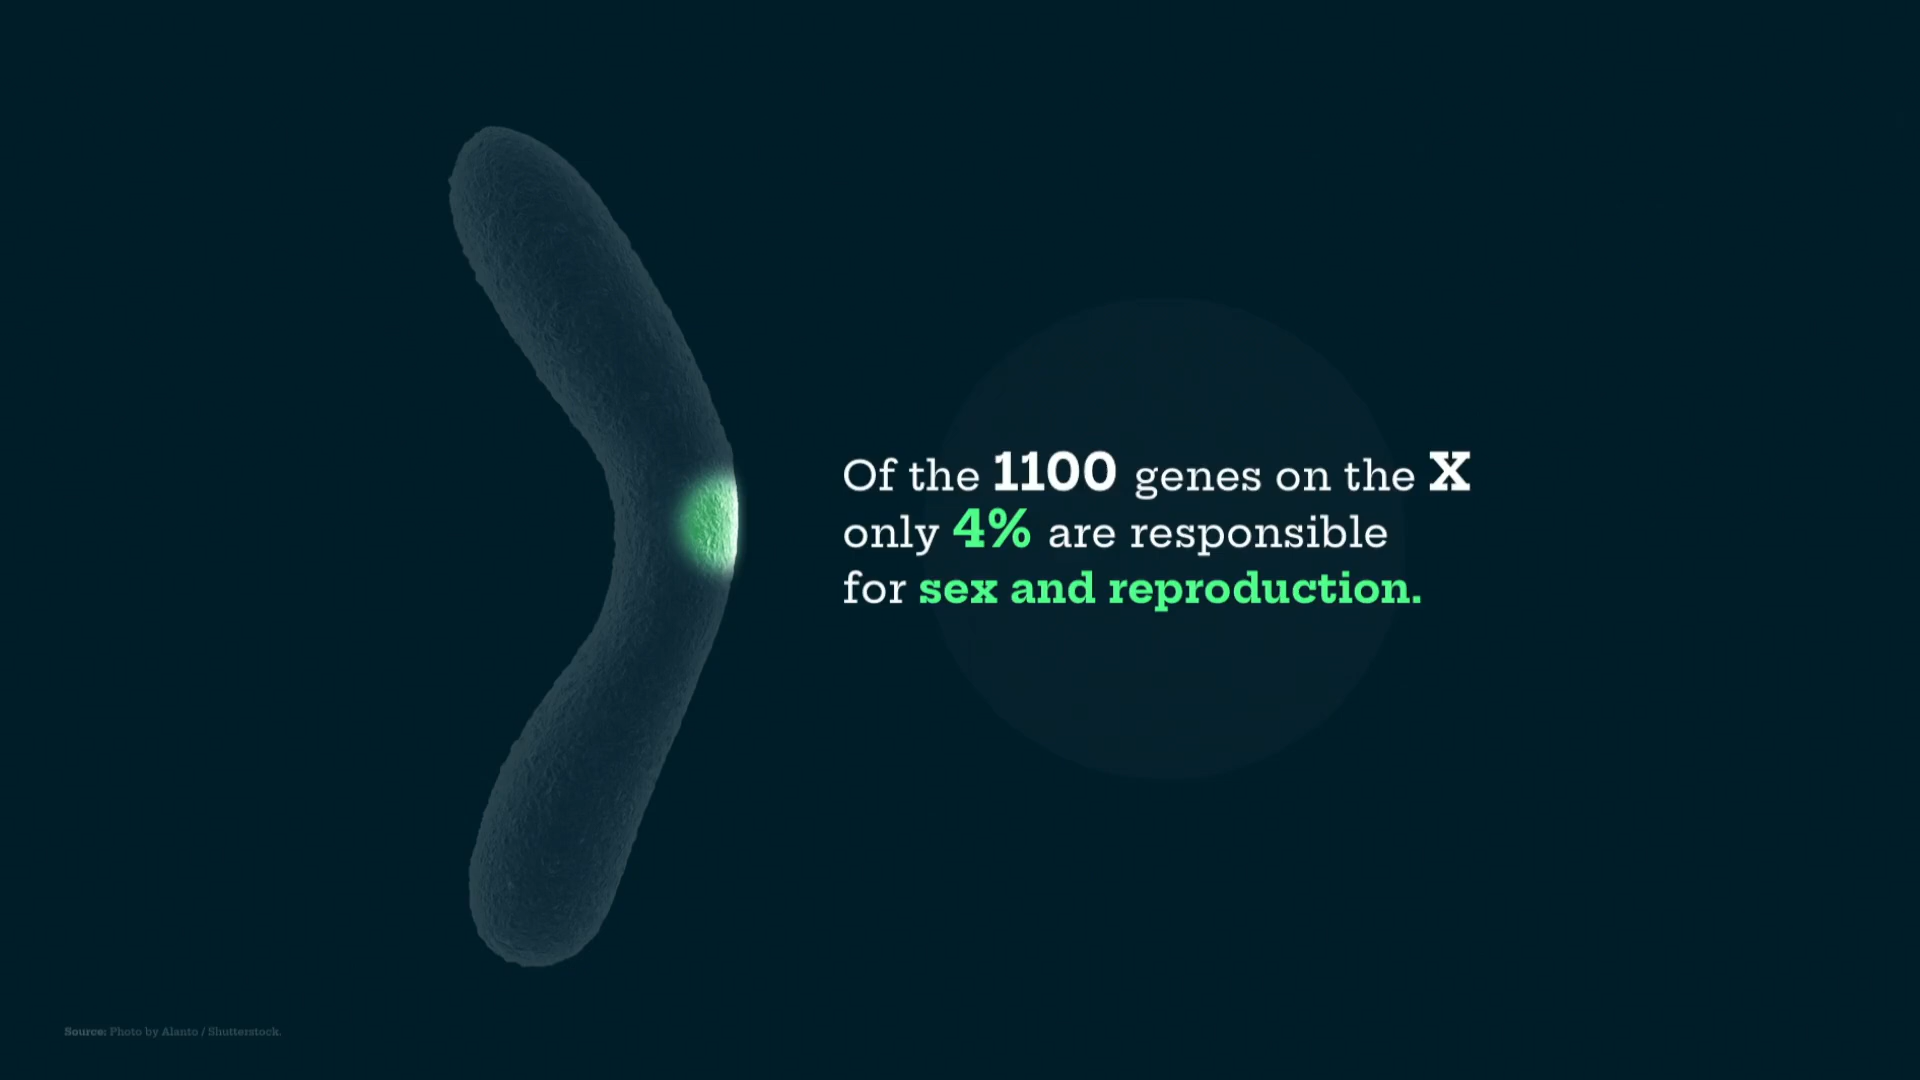 Of the 1100 genes on the X
only 4% are responsible
for sex and reproduction.
Source: Photo by Alanto / Shutterstock.